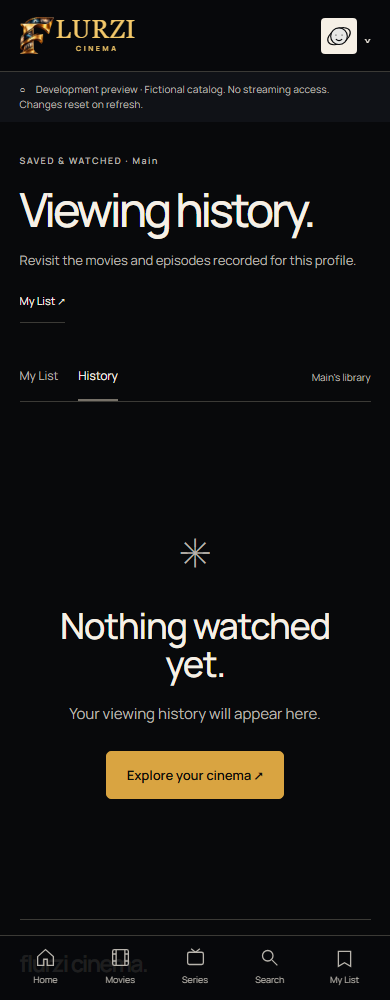 FLURZI
CINEMA
Development preview · Fictional catalog. No streaming access.
Changes reset on refresh.
SAVED & WATCHED · Main
Viewing history.
Revisit the movies and episodes recorded for this profile.
My List ↗
My List History Main's library
Nothing watched
yet.
Your viewing history will appear here.
Explore your cinema ↗
flurzi cinema.
Home Movies Series Search My List